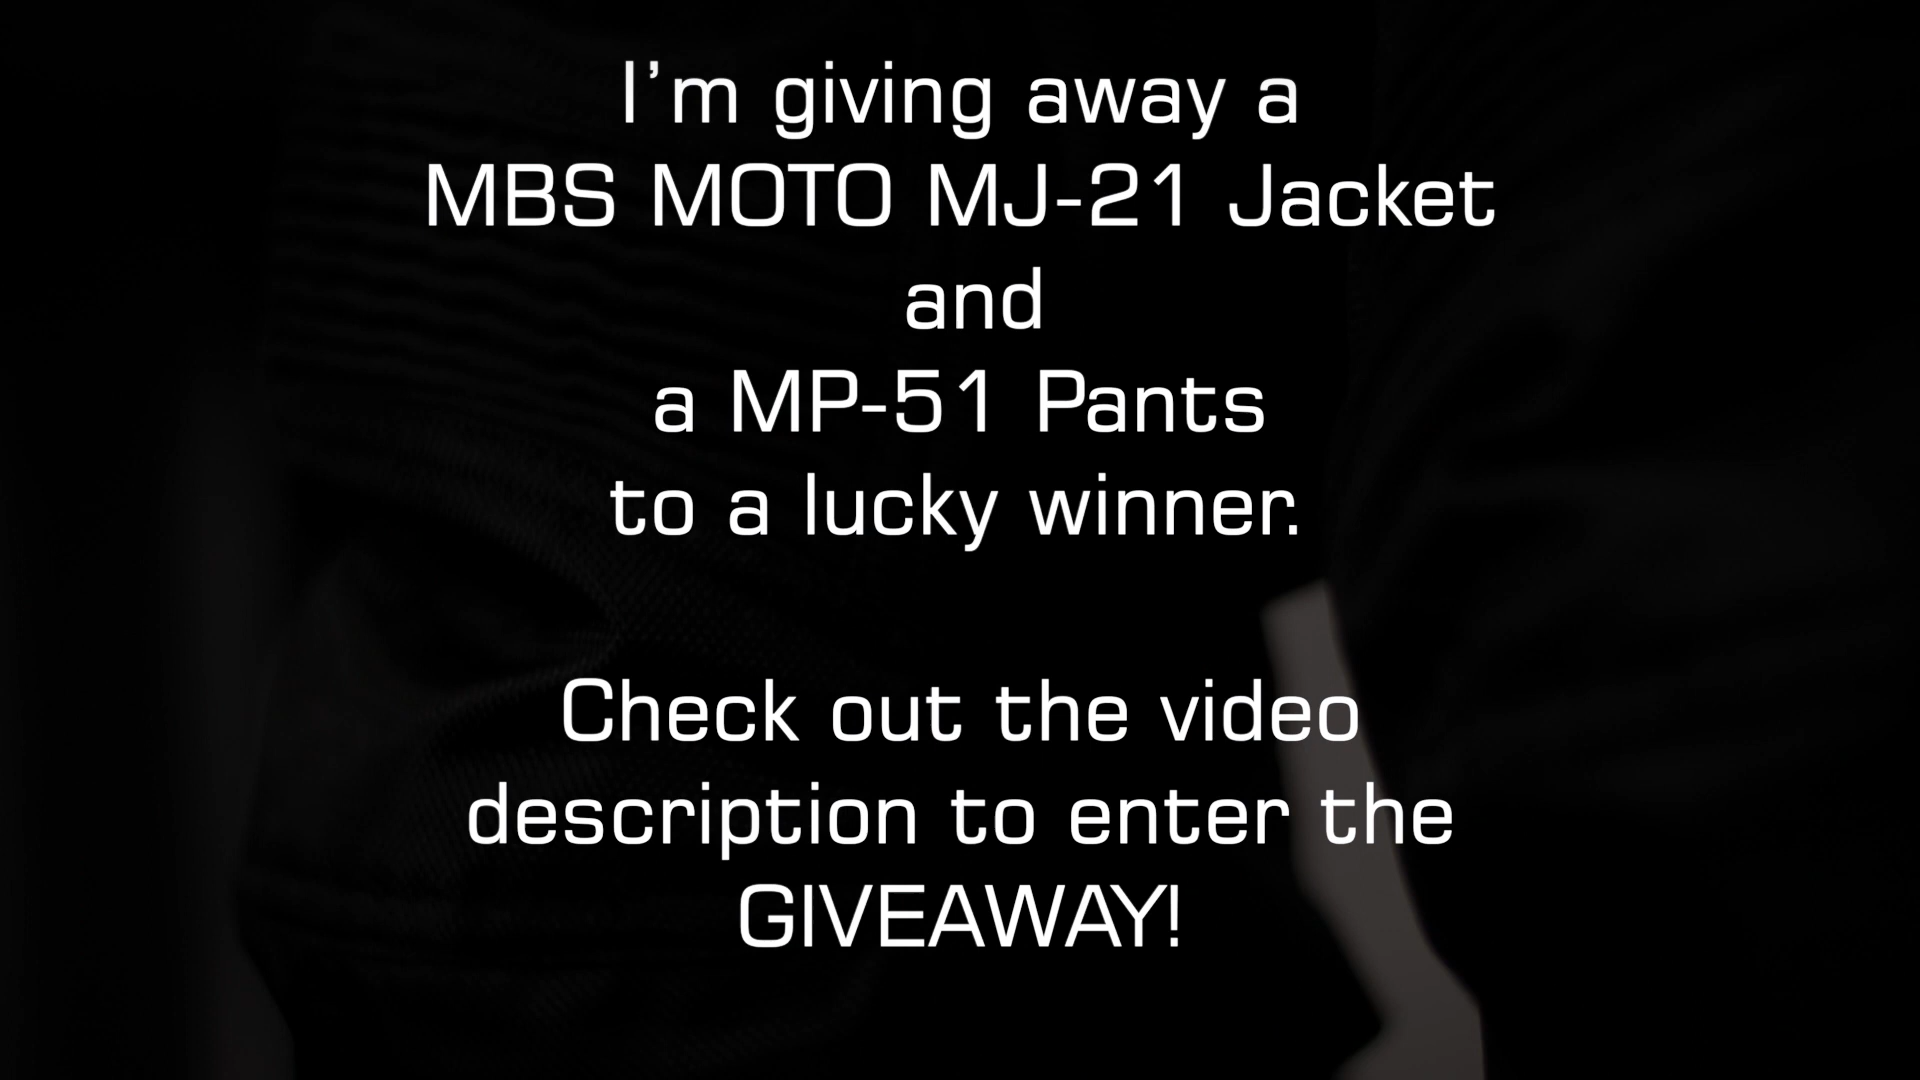 I'm giving away a
MBS MOTO MJ-21 Jacket
and
a MP-51 Pants
to a lucky winner.
Check out the video
description to enter the
GIVEAWAY!